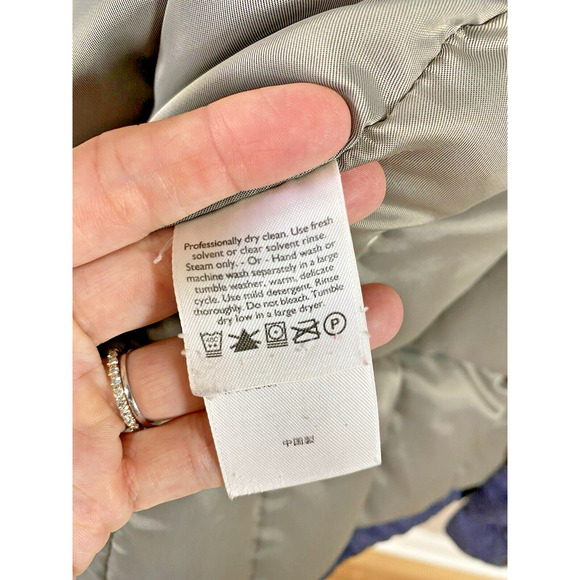 Professionally dry clean. Use fresh
solvent or clear solvent rinse.
Steam only. - Or - Hand wash or
machine wash separately in a large
tumble washer, warm, delicate
cycle. Use mild detergent. Rinse
thoroughly. Do not bleach. Tumble
dry low in a large dryer.
40C
P
中国製